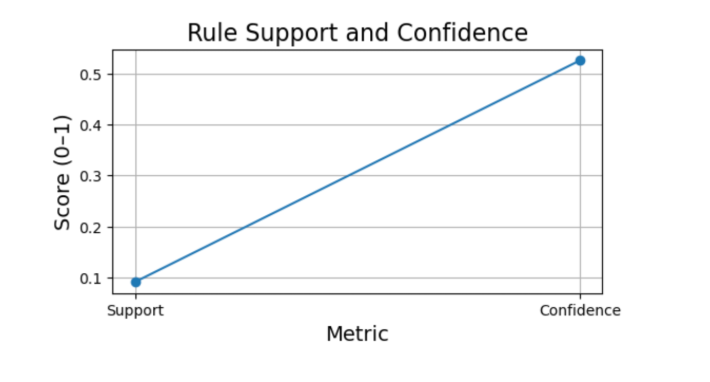 Rule Support and Confidence
Score (0–1)
0.5
0.4
0.3
0.2
0.1
Support
Confidence
Metric